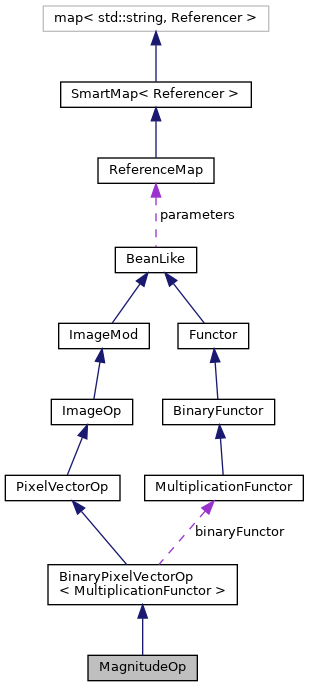 map< std::string, Referencer >
SmartMap< Referencer >
ReferenceMap
parameters
BeanLike
ImageMod
Functor
ImageOp
BinaryFunctor
PixelVectorOp
MultiplicationFunctor
binaryFunctor
BinaryPixelVectorOp
< MultiplicationFunctor >
MagnitudeOp